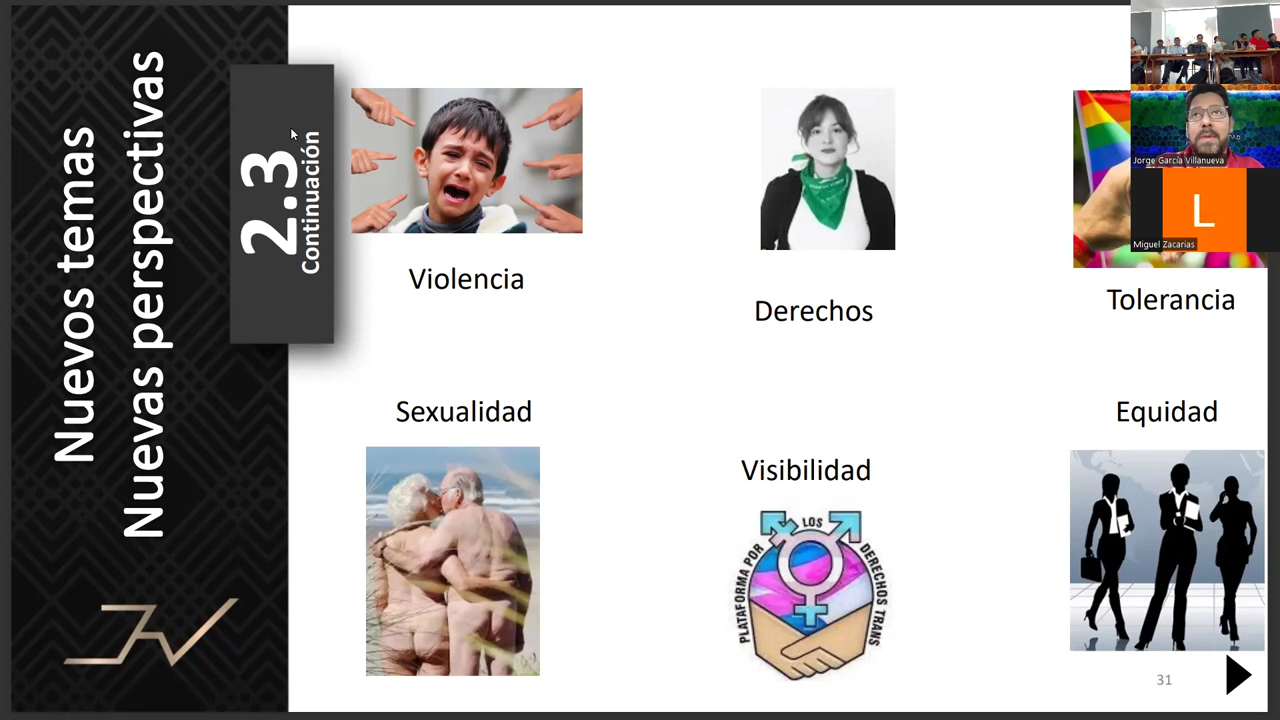 Nuevos temas
Nuevas perspectivas
2.3
Continuación
Violencia
Derechos
Tolerancia
Sexualidad
Visibilidad
Equidad
PLATAFORMA POR LOS DERECHOS TRANS
31
Jorge García Villanueva
L
Miguel Zacarias